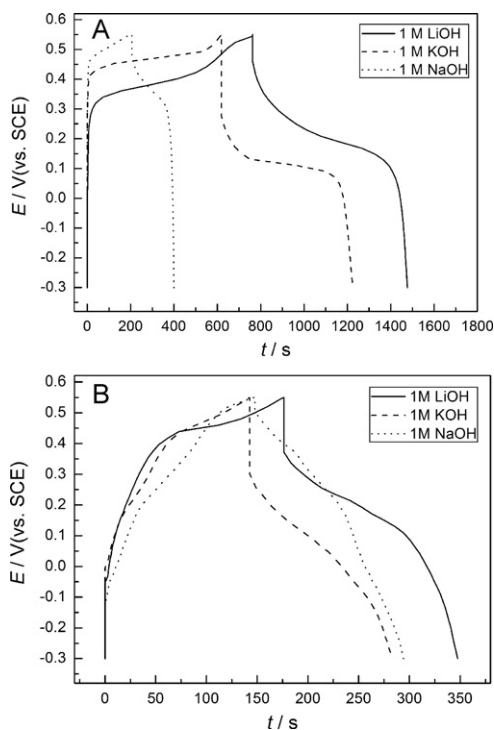 A
1 M LiOH
1 M KOH
1 M NaOH
0.6
0.5
0.4
0.3
0.2
0.1
0.0
-0.1
-0.2
-0.3
E / V(vs. SCE)
0 200 400 600 800 1000 1200 1400 1600 1800
t / s
B
1M LiOH
1M KOH
1M NaOH
0.6
0.5
0.4
0.3
0.2
0.1
0.0
-0.1
-0.2
-0.3
E / V(vs. SCE)
0 50 100 150 200 250 300 350
t / s